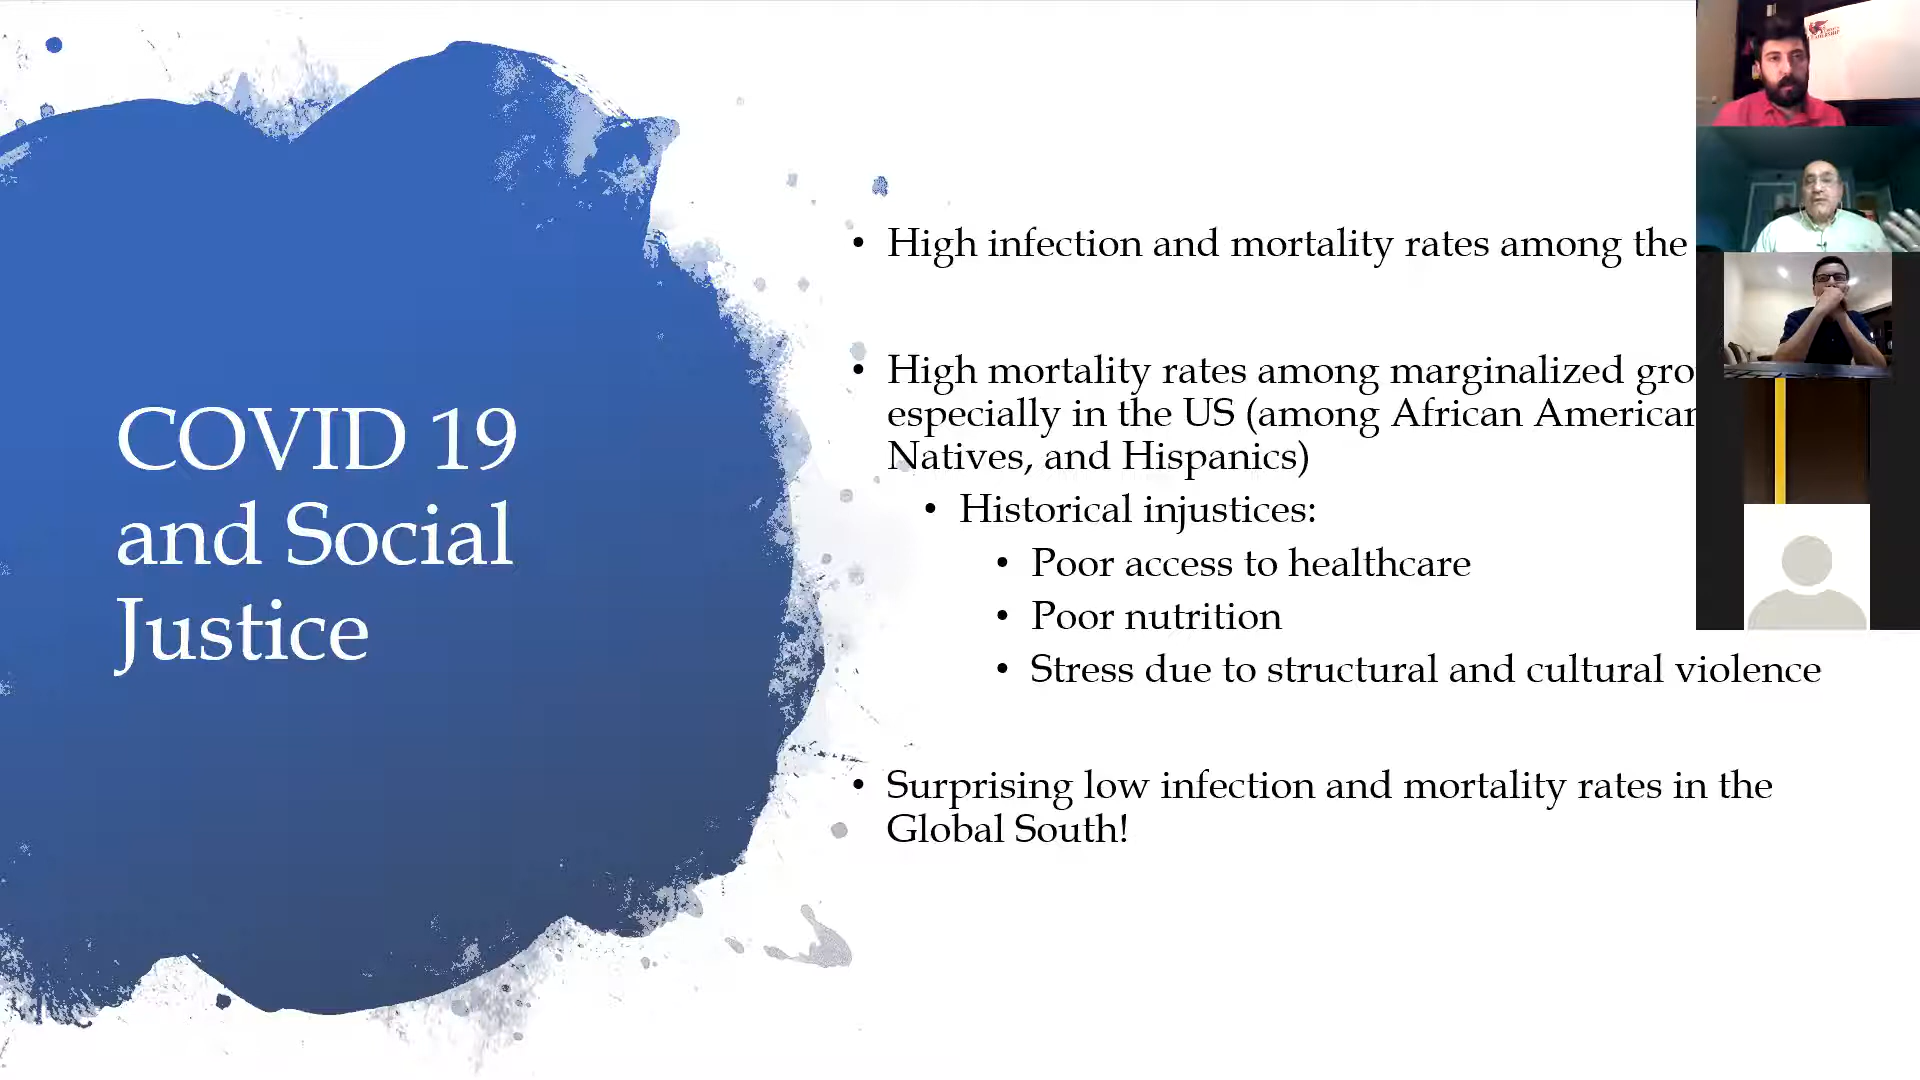 COVID 19
and Social
Justice
• High infection and mortality rates among the
• High mortality rates among marginalized
especially in the US (among African
Natives, and Hispanics)
• Historical injustices:
• Poor access to healthcare
• Poor nutrition
• Stress due to structural and cultural violence
• Surprising low infection and mortality rates in the
Global South!